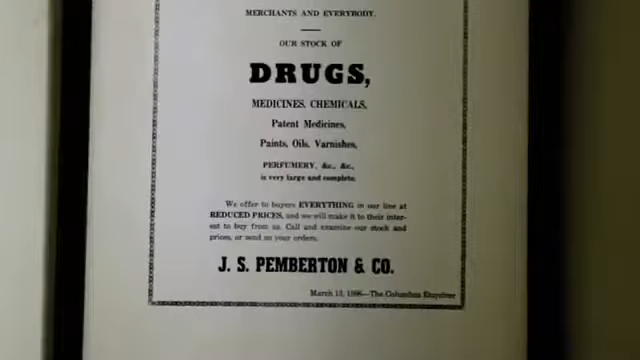 MERCHANTS AND EVERYBODY.
OUR STOCK OF
DRUGS,
MEDICINES, CHEMICALS,
Patent Medicines,
Paints, Oils, Varnishes,
PERFUMERY, &c., &c.,
is very large and complete.
We offer to buyers EVERYTHING in our line at
REDUCED PRICES, and we will make it to their inter-
est to buy from us. Call and examine our stock and
prices, or send us your orders.
J. S. PEMBERTON & CO.
March 13, —The Columbus Enquirer